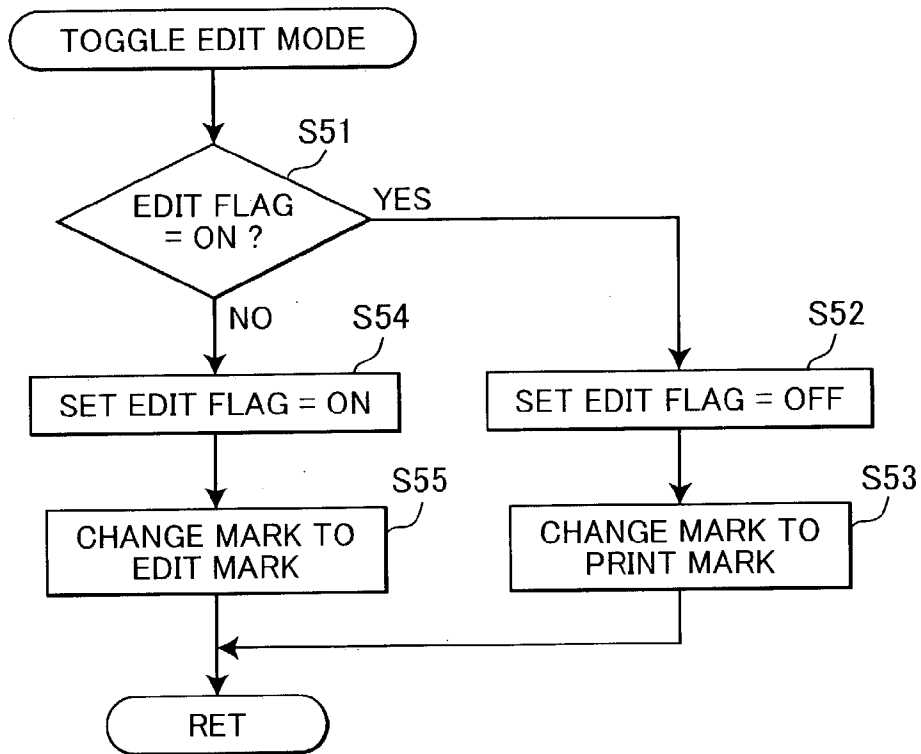 TOGGLE EDIT MODE
S51
EDIT FLAG
= ON ?
YES
NO
S54
SET EDIT FLAG = ON
S52
SET EDIT FLAG = OFF
S55
CHANGE MARK TO
EDIT MARK
S53
CHANGE MARK TO
PRINT MARK
RET